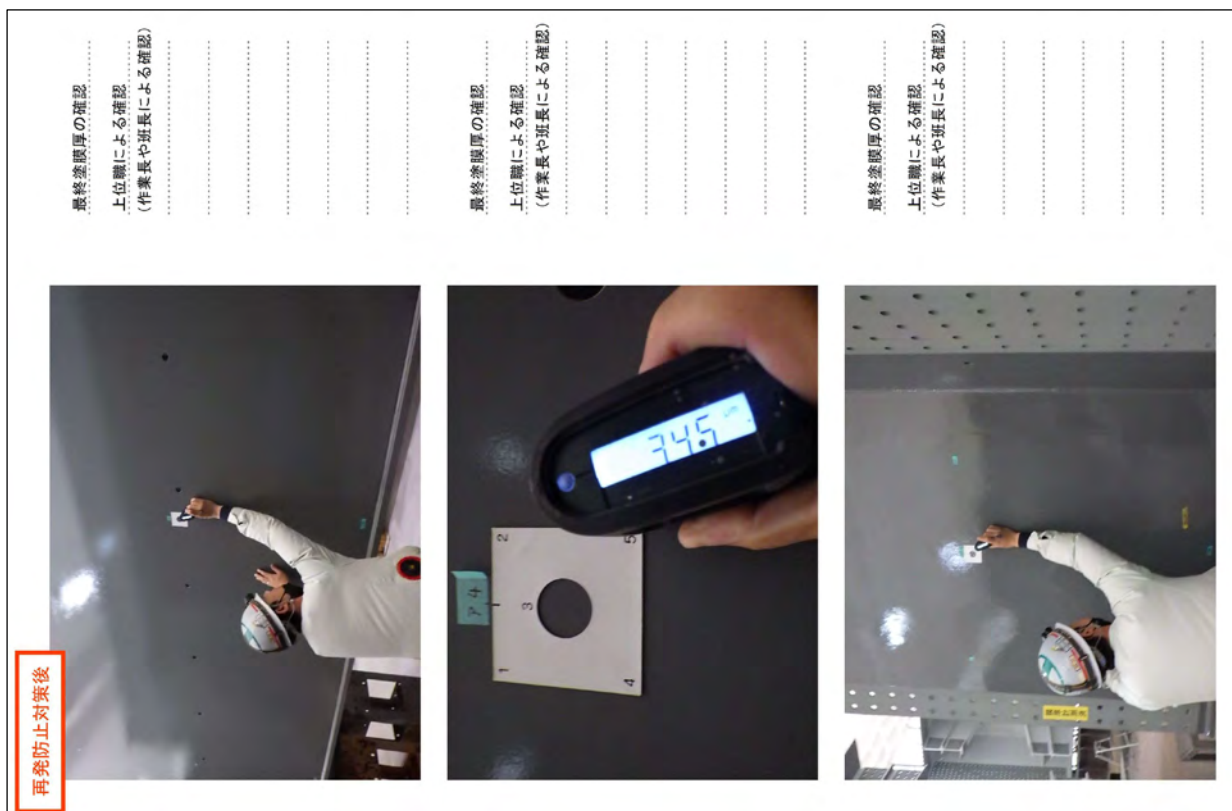 再発防止対策後
最終塗膜厚の確認
上位職による確認
(作業長や班長による確認)
最終塗膜厚の確認
上位職による確認
(作業長や班長による確認)
ア4
1
2
1
3
4
5
345
最終塗膜厚の確認
上位職による確認
(作業長や班長による確認)